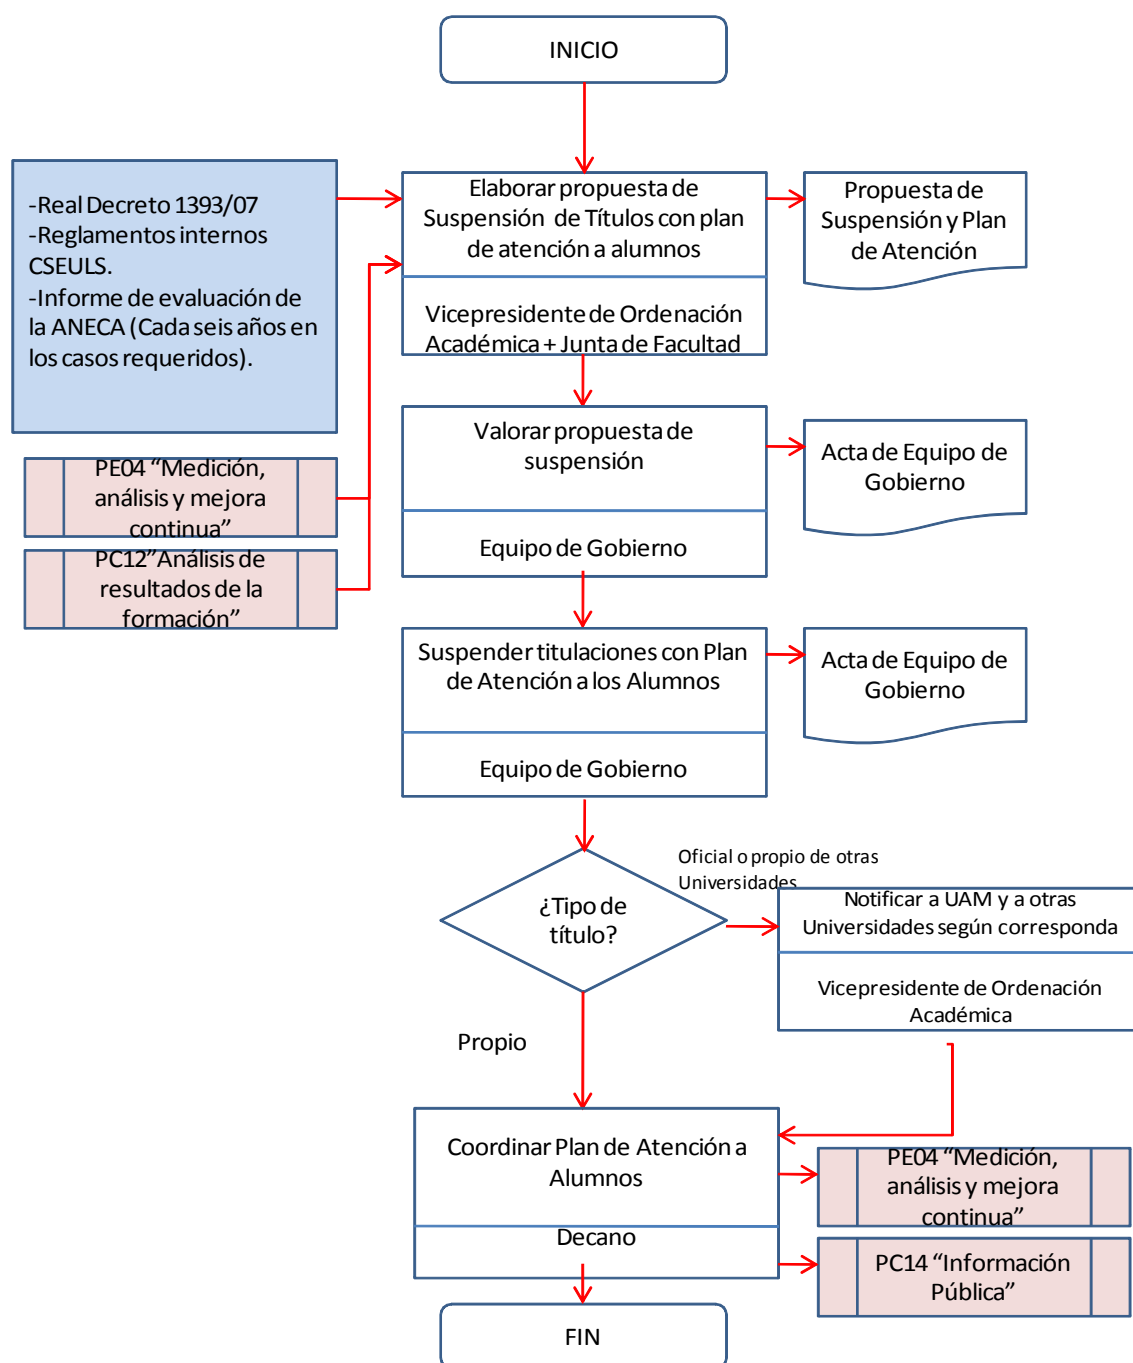 INICIO
-Real Decreto 1393/07
-Reglamentos internos
CSEULS.
-Informe de evaluación de
la ANECA (Cada seis años en
los casos requeridos).
Elaborar propuesta de
Suspensión de Títulos con plan
de atención a alumnos
Vicepresidente de Ordenación
Académica + Junta de Facultad
Propuesta de
Suspensión y Plan
de Atención
PE04 “Medición,
análisis y mejora
continua”
PC12”Análisis de
resultados de la
formación”
Valorar propuesta de
suspensión
Equipo de Gobierno
Acta de Equipo de
Gobierno
Suspender titulaciones con Plan
de Atención a los Alumnos
Equipo de Gobierno
Acta de Equipo de
Gobierno
¿Tipo de
título?
Oficial o propio de otras
Universidades
Notificar a UAM y a otras
Universidades según corresponda
Vicepresidente de Ordenación
Académica
Propio
Coordinar Plan de Atención a
Alumnos
Decano
PE04 “Medición,
análisis y mejora
continua”
PC14 “Información
Pública”
FIN